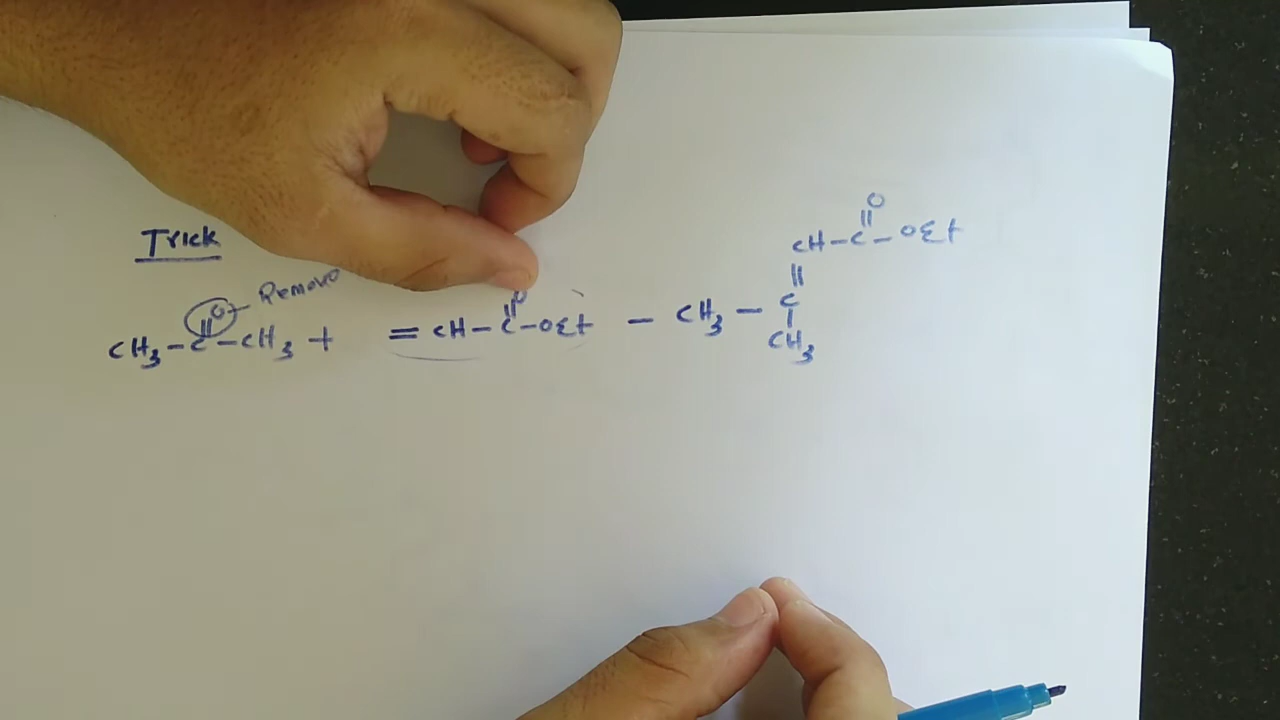 Trick
Remove
CH3-C-CH3 + =CH-C-OEt - CH3-C
O
O
CH-C-OEt
O
CH3